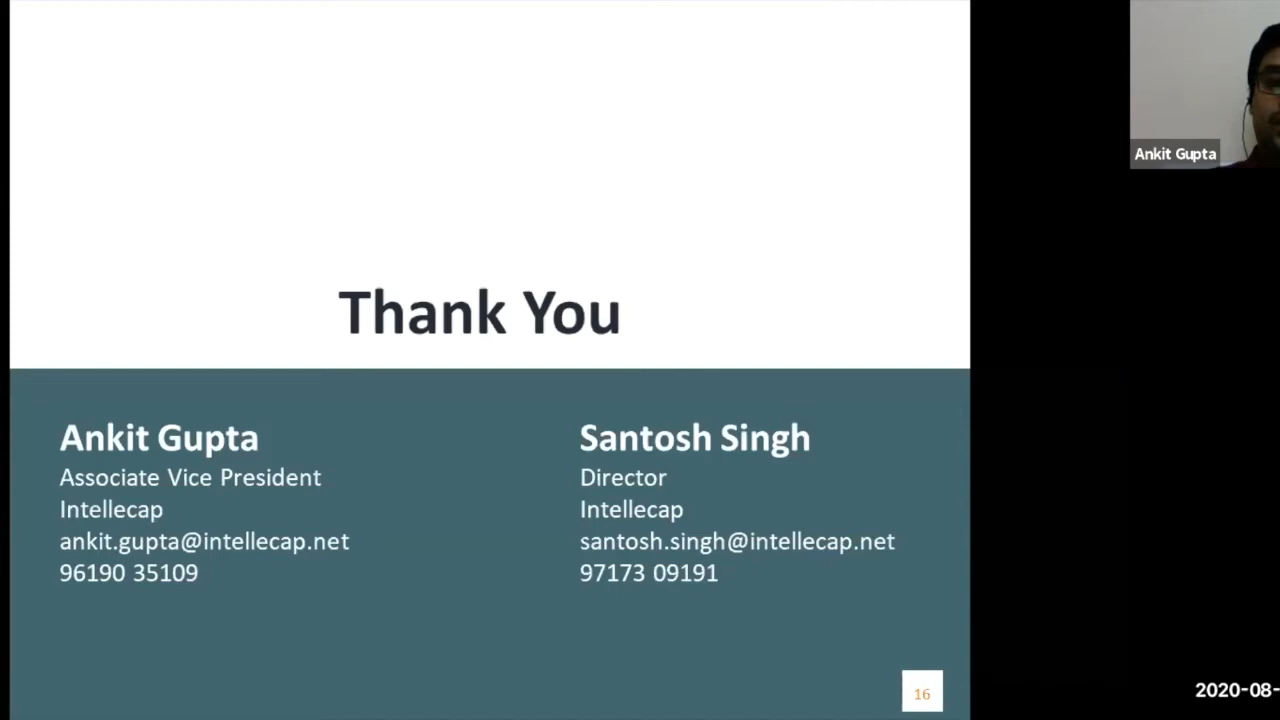 Ankit Gupta
Thank You
Ankit Gupta
Associate Vice President
Intellecap
ankit.gupta@intellecap.net
96190 35109
Santosh Singh
Director
Intellecap
santosh.singh@intellecap.net
97173 09191
16
2020-08-